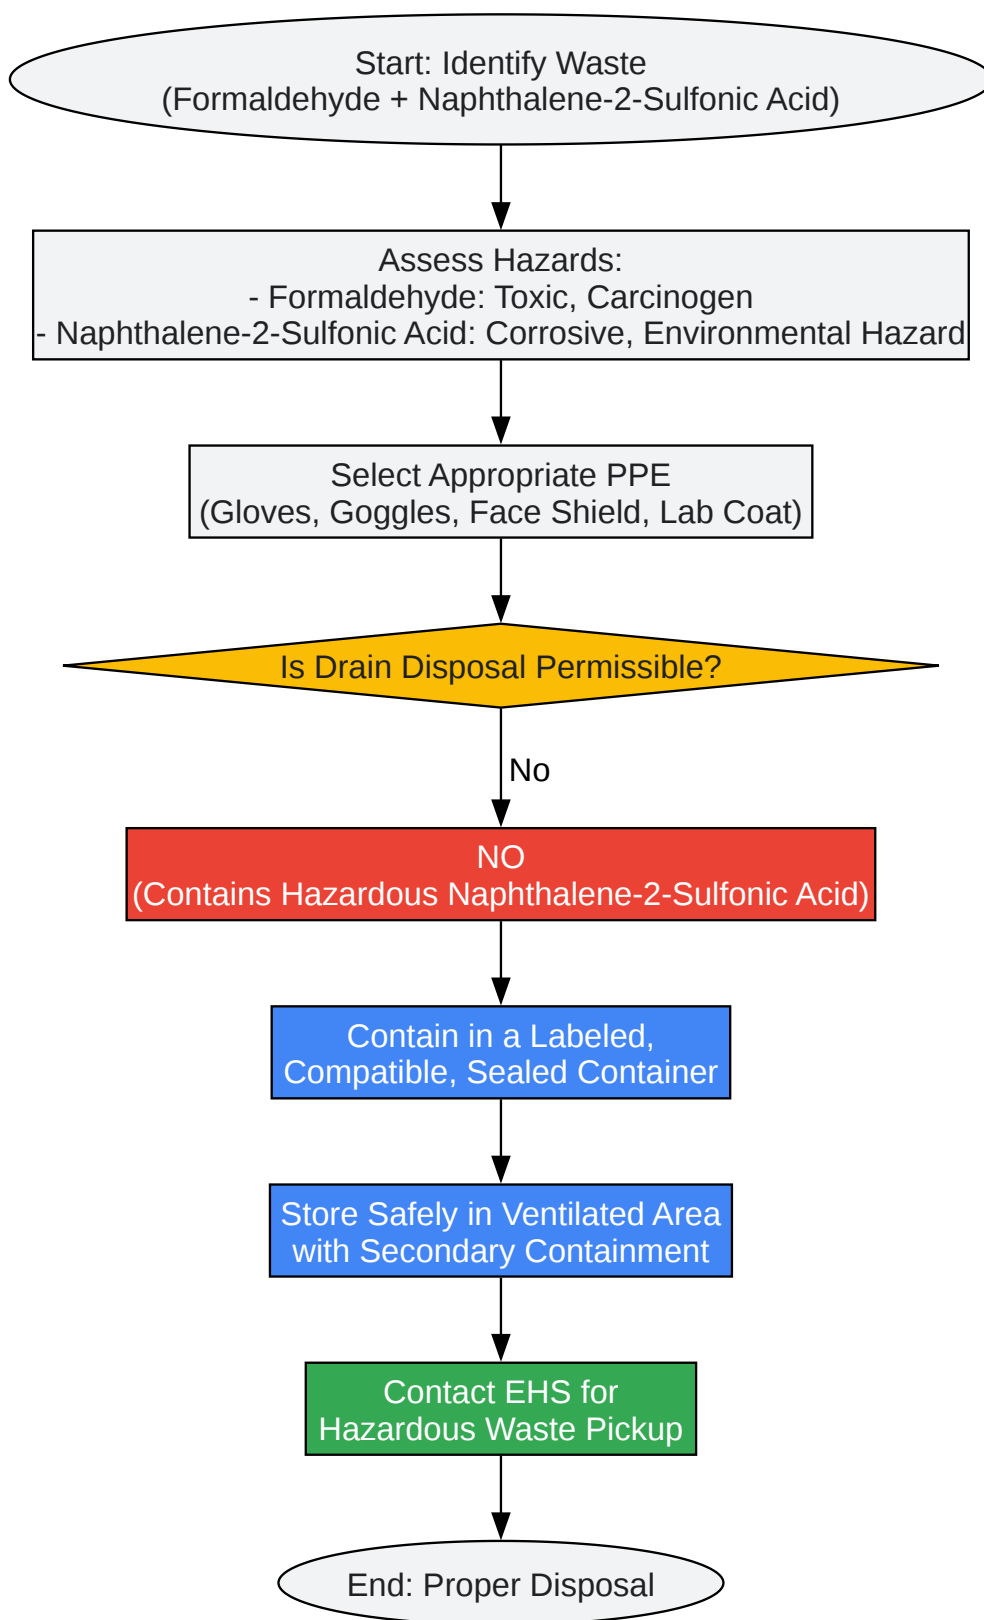 Start: Identify Waste
(Formaldehyde + Naphthalene-2-Sulfonic Acid)
Assess Hazards:
- Formaldehyde: Toxic, Carcinogen
- Naphthalene-2-Sulfonic Acid: Corrosive, Environmental Hazard
Select Appropriate PPE
(Gloves, Goggles, Face Shield, Lab Coat)
Is Drain Disposal Permissible?
No
NO
(Contains Hazardous Naphthalene-2-Sulfonic Acid)
Contain in a Labeled,
Compatible, Sealed Container
Store Safely in Ventilated Area
with Secondary Containment
Contact EHS for
Hazardous Waste Pickup
End: Proper Disposal